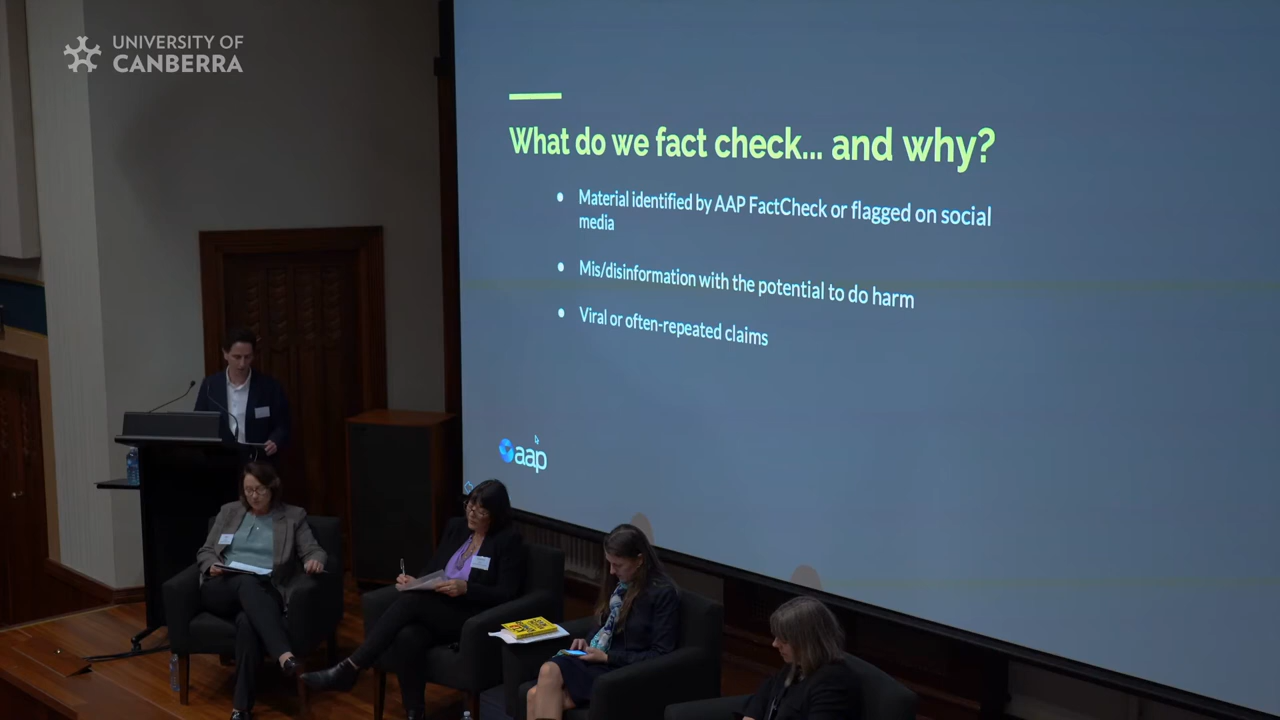 UNIVERSITY OF
CANBERRA
What do we fact check... and why?
Material identified by AAP FactCheck or flagged on social
media
Mis/disinformation with the potential to do harm
Viral or often-repeated claims
aap